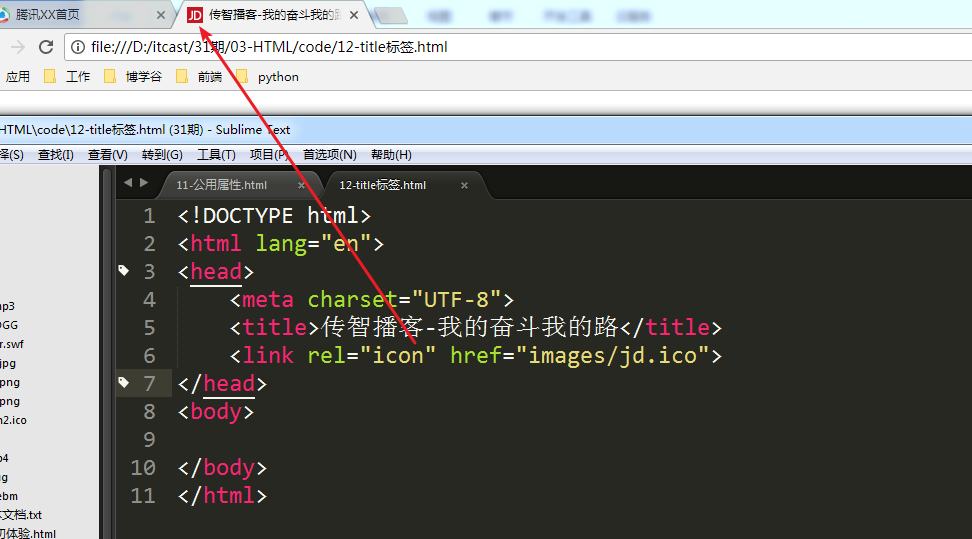 腾讯XX首页
JD 传智播客-我的奋斗我的路
file:///D:/itcast/31期/03-HTML/code/12-title标签.html
应用 工作 博学谷 前端 python
HTML\code\12-title标签.html (31期) - Sublime Text
择(S) 查找(I) 查看(V) 转到(G) 工具(T) 项目(P) 首选项(N) 帮助(H)
11-公用属性.html 12-title标签.html
1 <!DOCTYPE html>
2 <html lang="en">
3 <head>
4 <meta charset="UTF-8">
5 <title>传智播客-我的奋斗我的路</title>
6 <link rel="icon" href="images/jd.ico">
7 </head>
8 <body>
9
10 </body>
11 </html>
np3
OGG
r.swf
jpg
png
png
n2.ico
p4
gg
ebm
本文档.txt
初体验.html